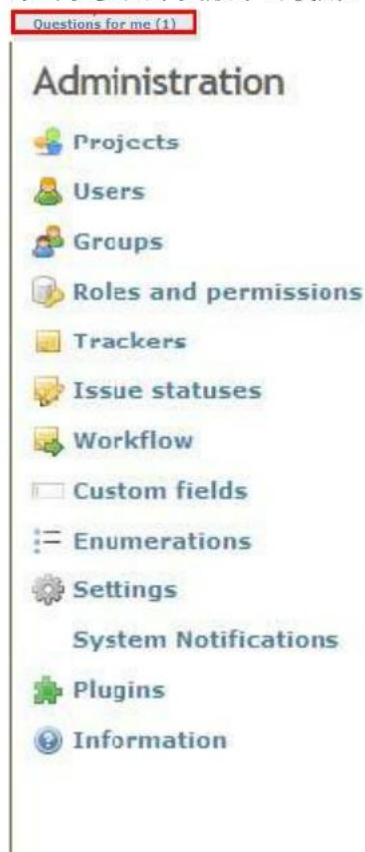 Questions for me (1)
Administration
Projects
Users
Groups
Roles and permissions
Trackers
Issue statuses
Workflow
Custom fields
Enumerations
Settings
System Notifications
Plugins
Information